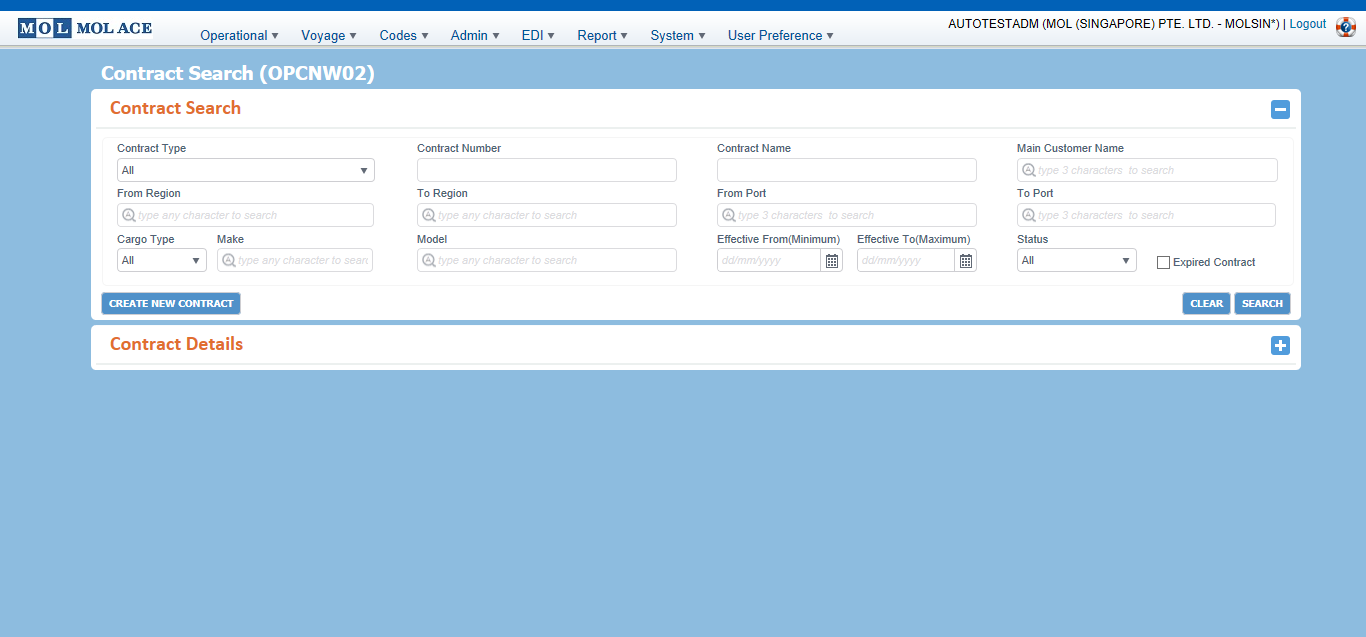 MOL MOL ACE
Operational Voyage Codes Admin EDI Report System User Preference
AUTOTESTADM (MOL (SINGAPORE) PTE. LTD. - MOLSIN*) | Logout
Contract Search (OPCNW02)
Contract Search
Contract Type Contract Number Contract Name Main Customer Name
All type 3 characters to search
From Region To Region From Port To Port
type any character to search type any character to search type 3 characters to search type 3 characters to search
Cargo Type Make Model Effective From(Minimum) Effective To(Maximum) Status
All type any character to searc type any character to search dd/mm/yyyy dd/mm/yyyy All Expired Contract
CREATE NEW CONTRACT CLEAR SEARCH
Contract Details